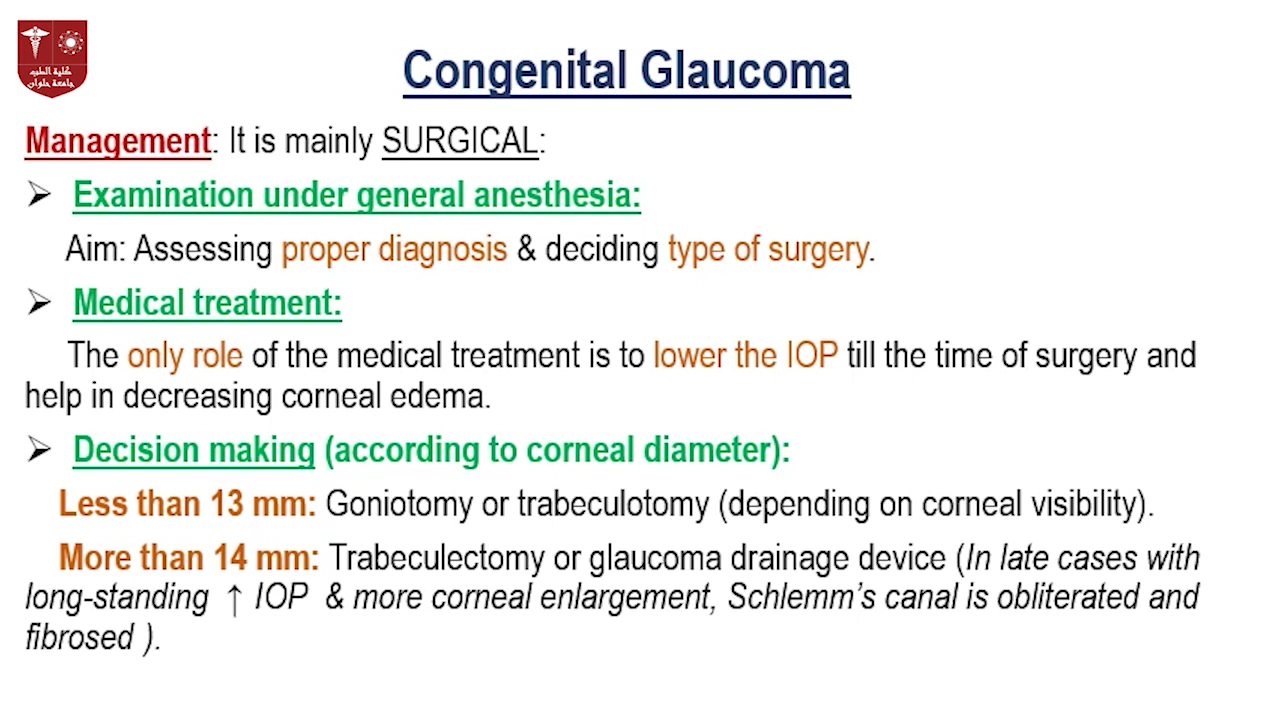 كلية الطب
جامعة حلوان
Congenital Glaucoma
Management: It is mainly SURGICAL:
➢ Examination under general anesthesia:
Aim: Assessing proper diagnosis & deciding type of surgery.
➢ Medical treatment:
The only role of the medical treatment is to lower the IOP till the time of surgery and
help in decreasing corneal edema.
➢ Decision making (according to corneal diameter):
Less than 13 mm: Goniotomy or trabeculotomy (depending on corneal visibility).
More than 14 mm: Trabeculectomy or glaucoma drainage device (In late cases with
long-standing ↑ IOP & more corneal enlargement, Schlemm’s canal is obliterated and
fibrosed ).